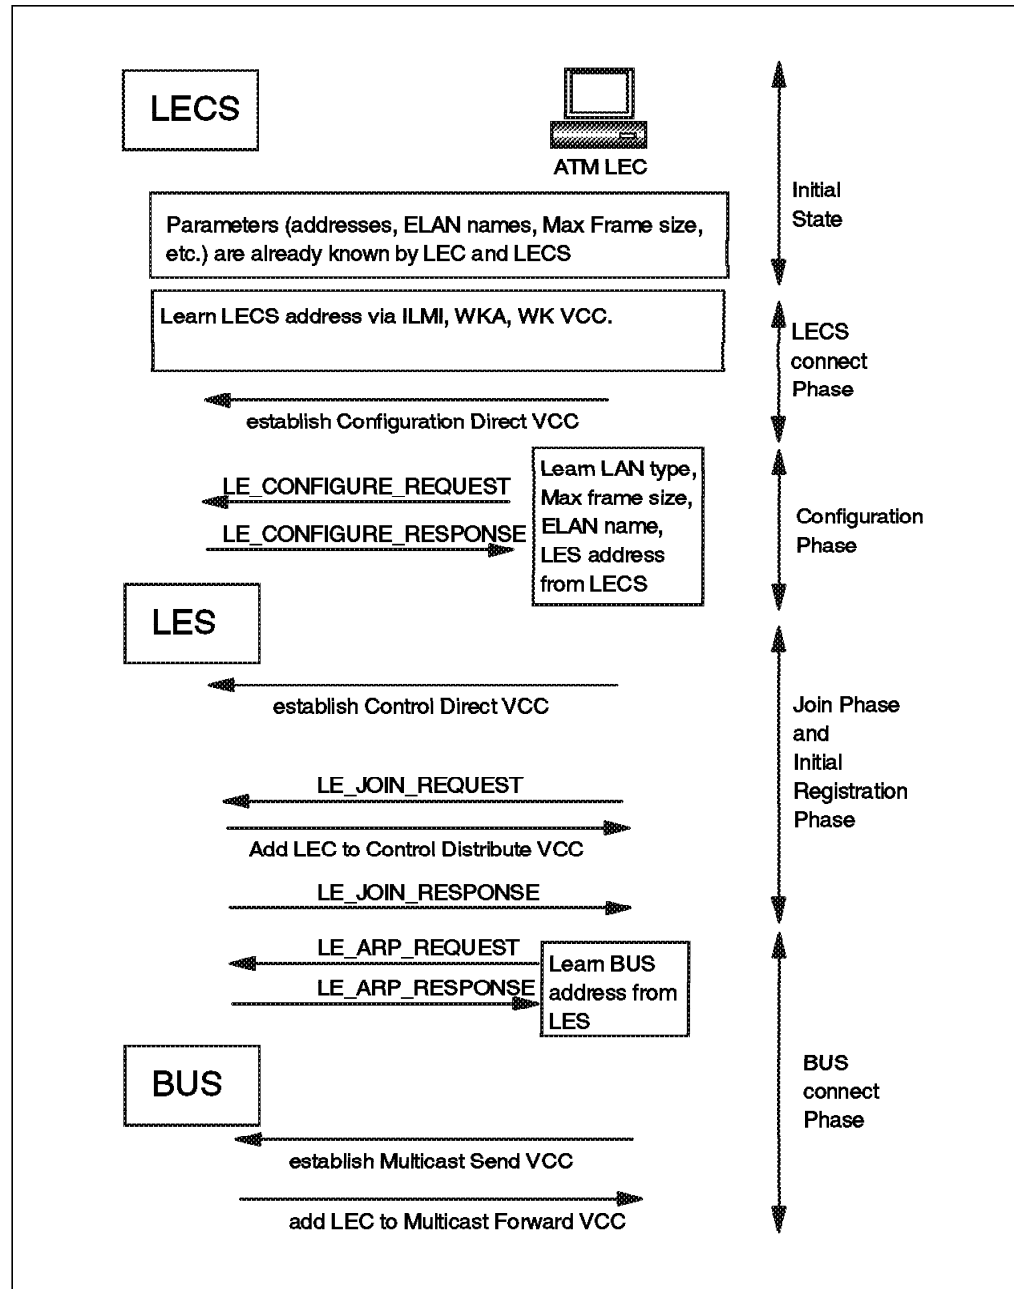 LECS
ATM LEC
Initial
State
Parameters (addresses, ELAN names, Max Frame size,
etc.) are already known by LEC and LECS
Learn LECS address via ILMI, WKA, WK VCC.
LECS
connect
Phase
establish Configuration Direct VCC
LE_CONFIGURE_REQUEST
LE_CONFIGURE_RESPONSE
Learn LAN type,
Max frame size,
ELAN name,
LES address
from LECS
Configuration
Phase
LES
establish Control Direct VCC
Join Phase
and
Initial
Registration
Phase
LE_JOIN_REQUEST
Add LEC to Control Distribute VCC
LE_JOIN_RESPONSE
LE_ARP_REQUEST
LE_ARP_RESPONSE
Learn BUS
address from
LES
BUS
BUS
connect
Phase
establish Multicast Send VCC
add LEC to Multicast Forward VCC